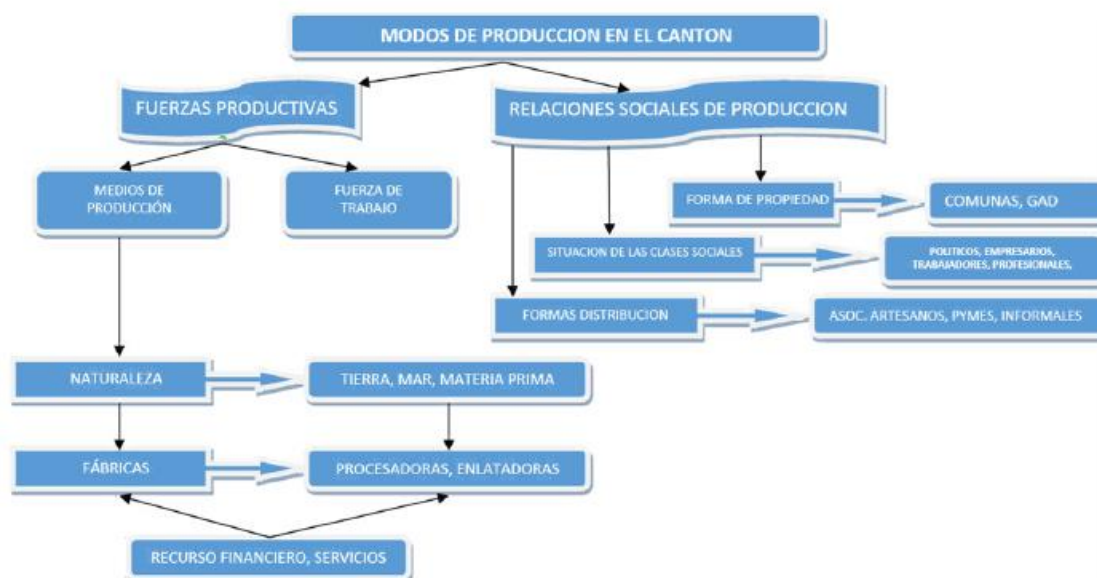 MODOS DE PRODUCCION EN EL CANTON
FUERZAS PRODUCTIVAS
RELACIONES SOCIALES DE PRODUCCION
MEDIOS DE
PRODUCCIÓN
FUERZA DE
TRABAJO
FORMA DE PROPIEDAD
COMUNAS, GAD
SITUACION DE LAS CLASES SOCIALES
POLITICOS, EMPRESARIOS,
TRABAJADORES, PROFESIONALES,
FORMAS DISTRIBUCION
ASOC. ARTESANOS, PYMES, INFORMALES
NATURALEZA
TIERRA, MAR, MATERIA PRIMA
FÁBRICAS
PROCESADORAS, ENLATADORAS
RECURSO FINANCIERO, SERVICIOS